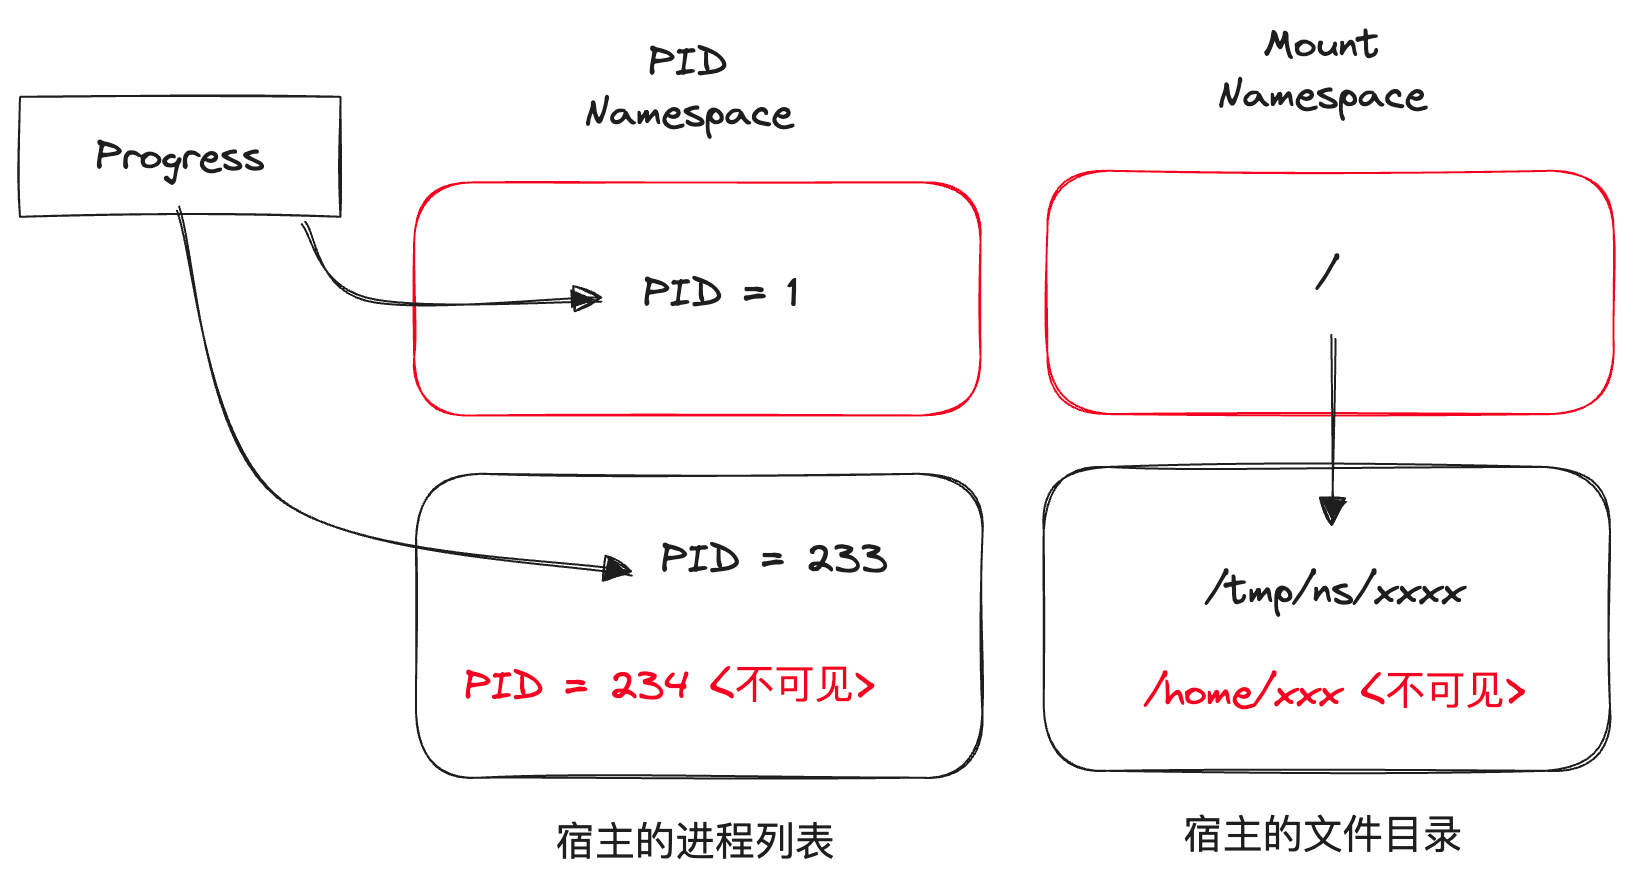 Progress
PID
Namespace
PID = 1
PID = 233
PID = 234 <不可见>
宿主的进程列表
Mount
Namespace
/
/tmp/ns/xxxx
/home/xxx <不可见>
宿主的文件目录